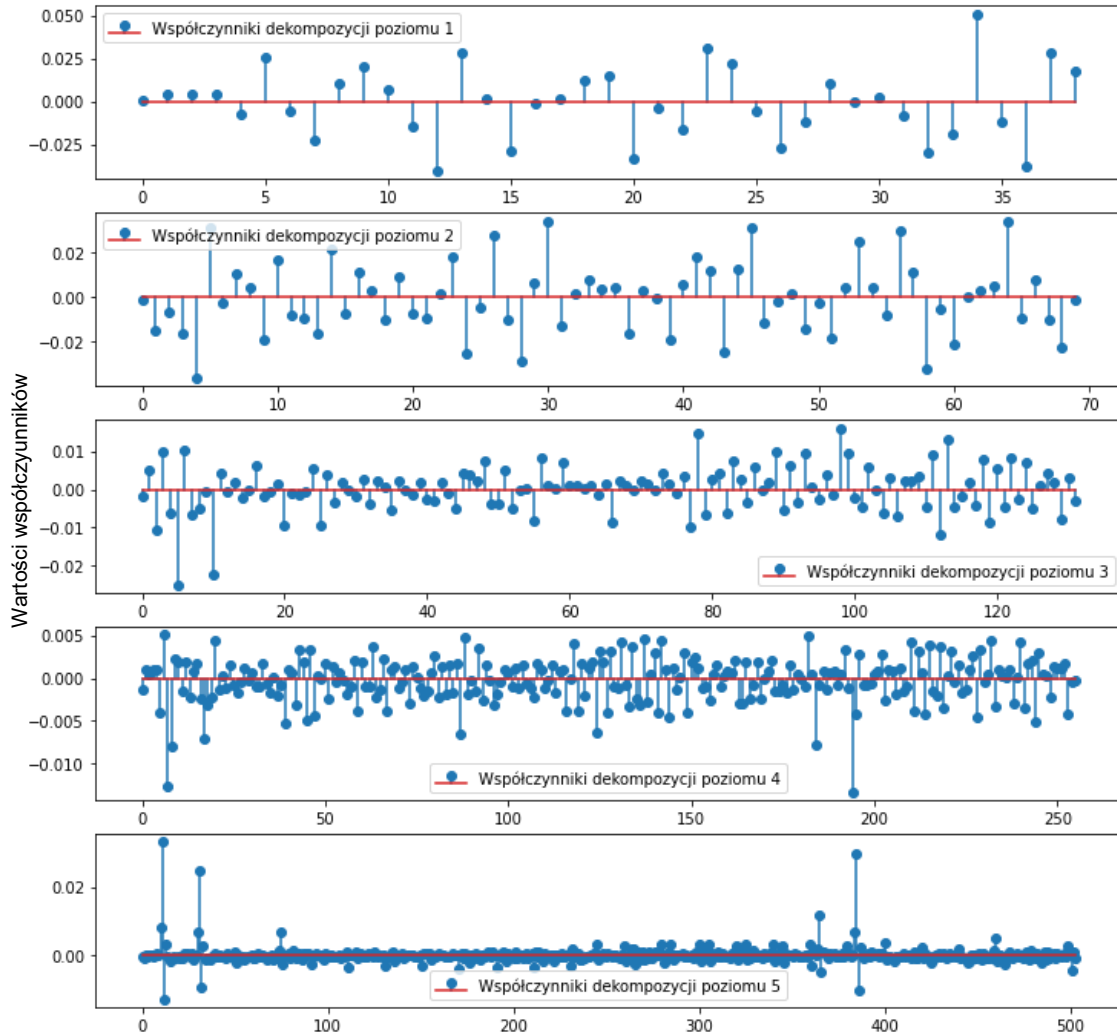 0.050
0.025
0.000
−0.025
Współczynniki dekompozycji poziomu 1
0 5 10 15 20 25 30 35
0.02
0.00
−0.02
Współczynniki dekompozycji poziomu 2
0 10 20 30 40 50 60 70
Wartości współczyunników
0.01
0.00
−0.01
−0.02
Współczynniki dekompozycji poziomu 3
0 20 40 60 80 100 120
0.005
0.000
−0.005
−0.010
Współczynniki dekompozycji poziomu 4
0 50 100 150 200 250
0.02
0.00
Współczynniki dekompozycji poziomu 5
0 100 200 300 400 500